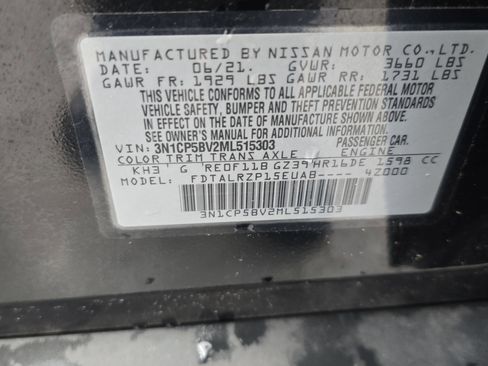 MANUFACTURED BY NISSAN MOTOR CO.,LTD.
DATE: 06/21. GVWR: 3660 LBS
GAWR FR: 1929 LBS GAWR RR: 1731 LBS
THIS VEHICLE CONFORMS TO ALL APPLICABLE FEDERAL MOTOR
VEHICLE SAFETY, BUMPER AND THEFT PREVENTION STANDARDS
IN EFFECT ON THE DATE OF MANUFACTURE SHOWN ABOVE.
SEE OWNER'S MANUAL FOR ADDITIONAL INFORMATION.
VIN: 3N1CP5BV2ML515303 PASSENGER CAR.
COLOR TRIM TRANS AXLE ENGINE
KH3 G RE0F11B GZ39 HR16DE 1598 CC
MODEL: FDTALRZP15EUAB---- 4Z000
3N1CP5BV2ML515303